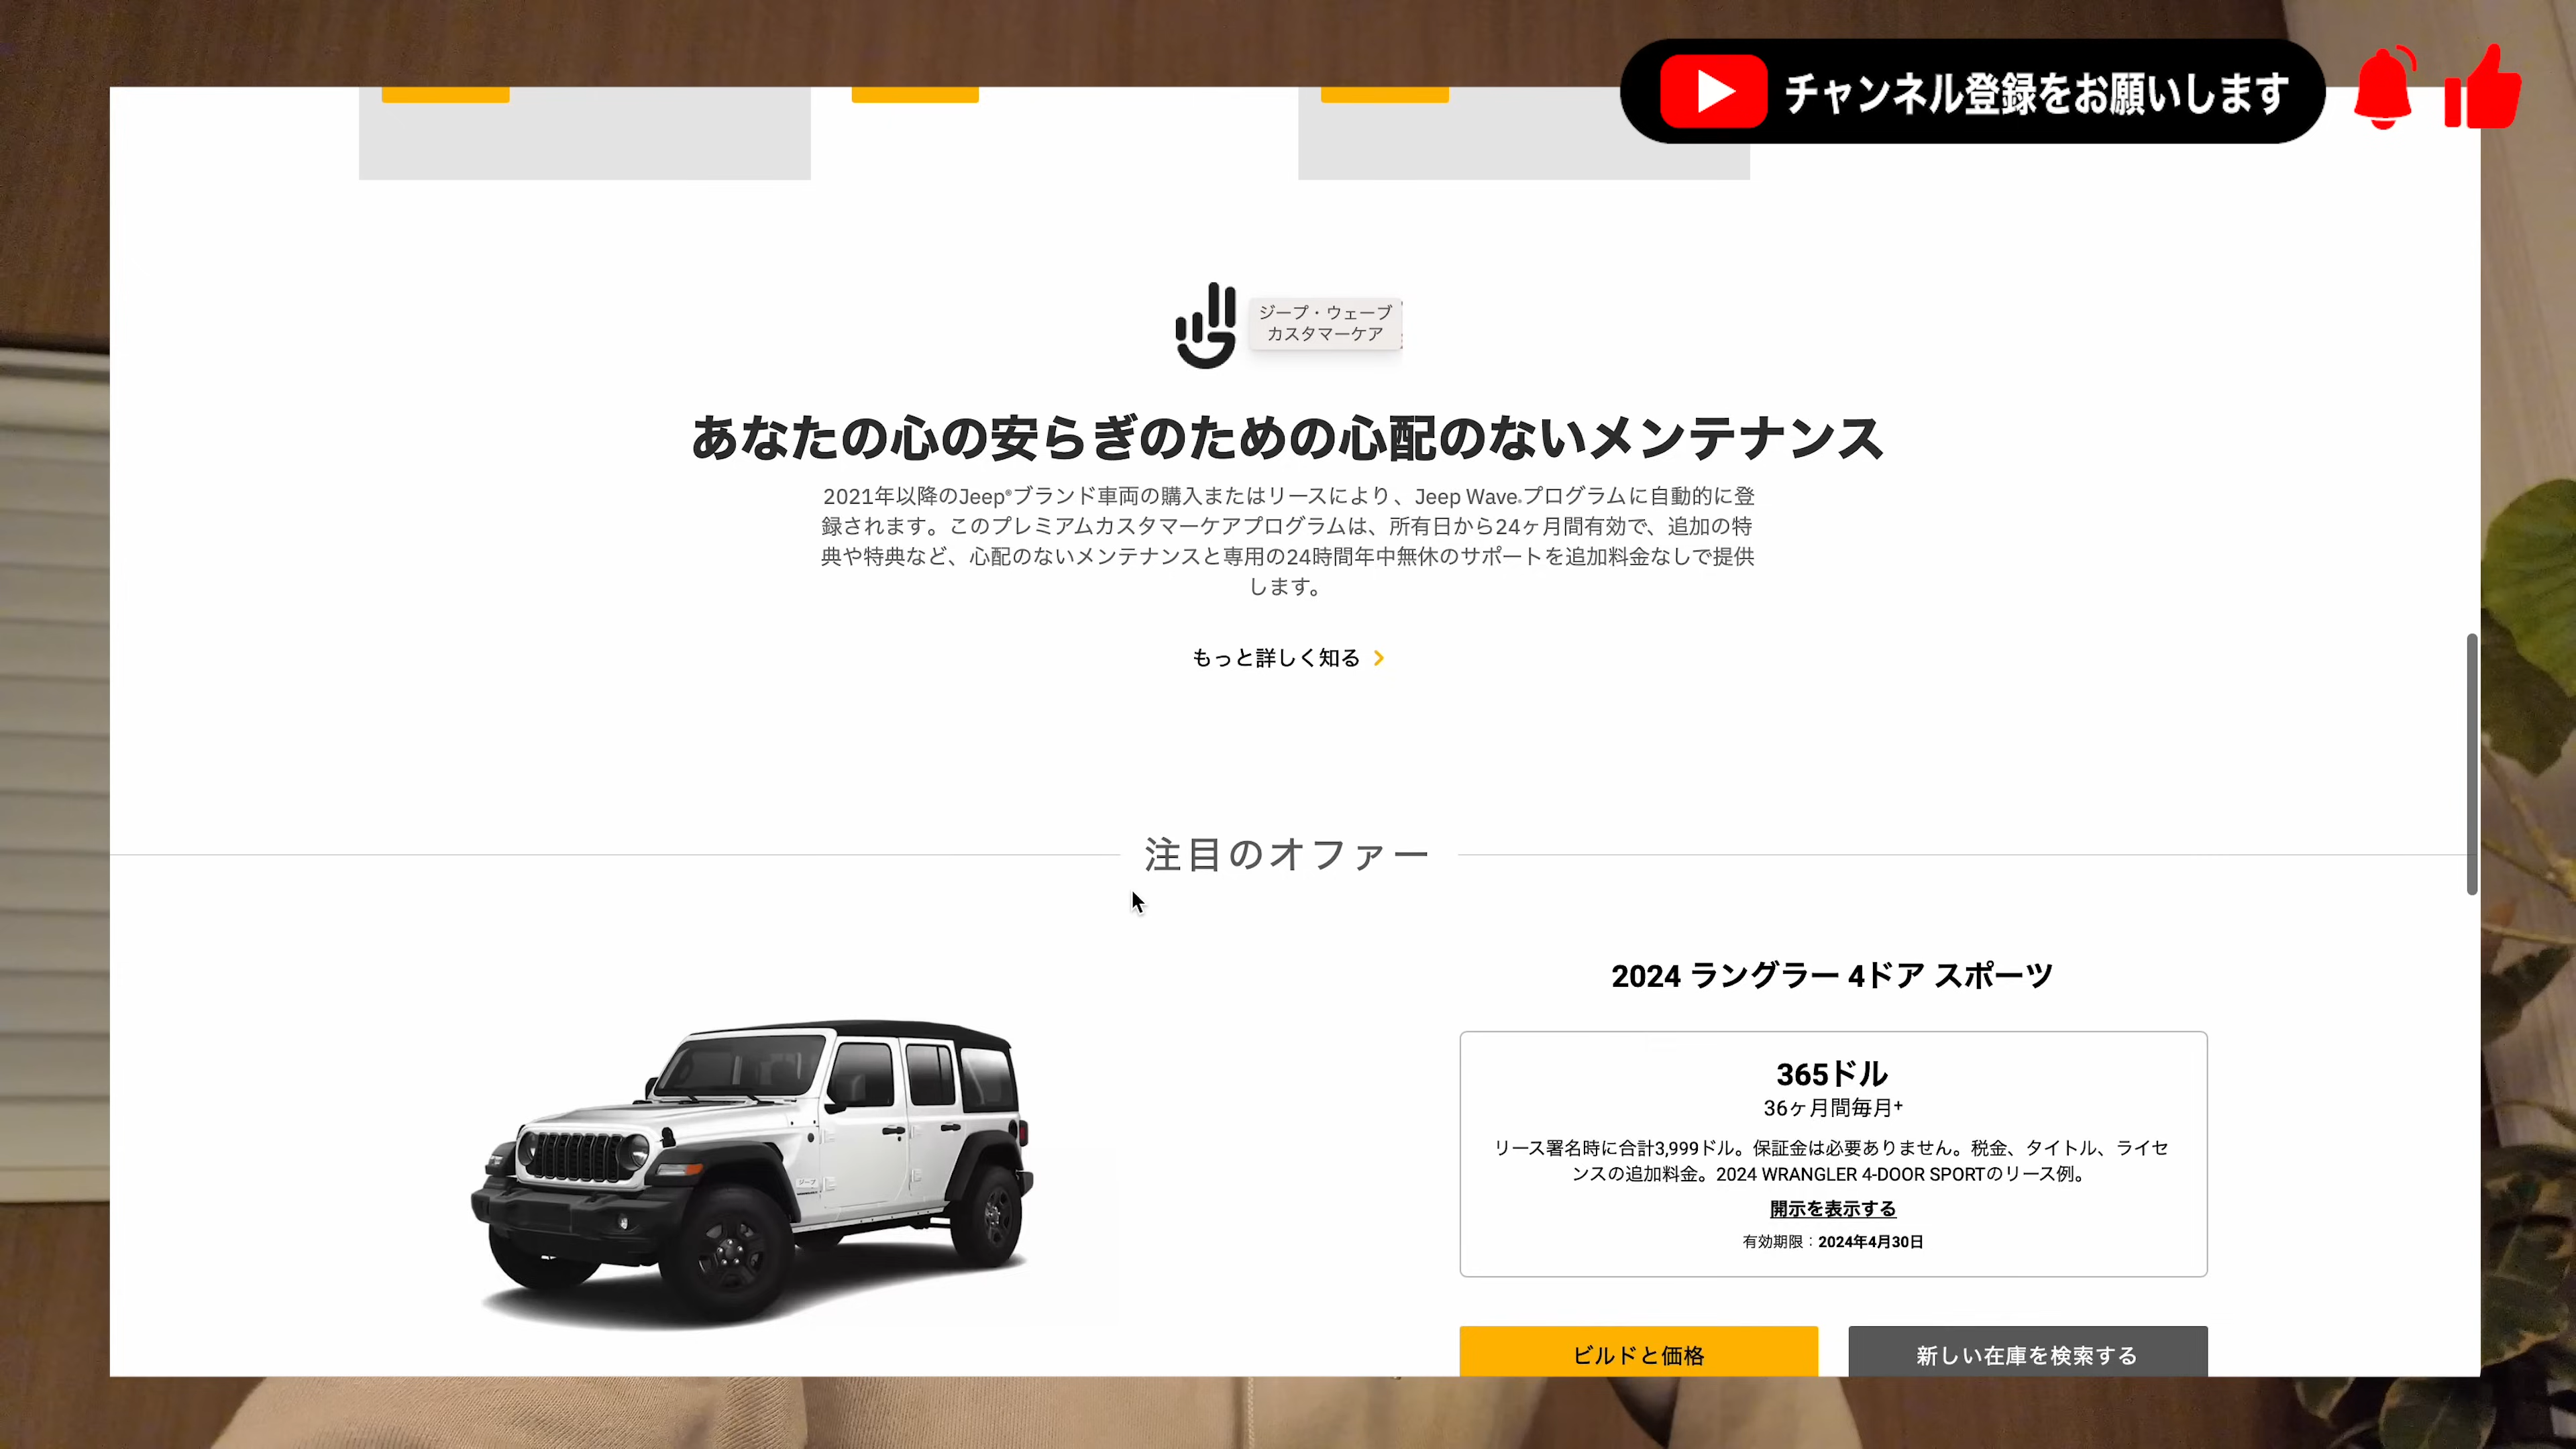 チャンネル登録をお願いします
ジープ・ウェーブ
カスタマーケア
あなたの心の安らぎのための心配のないメンテナンス
2021年以降のJeep®ブランド車両の購入またはリースにより、Jeep Wave®プログラムに自動的に登
録されます。このプレミアムカスタマーケアプログラムは、所有日から24ヶ月間有効で、追加の特
典や特典など、心配のないメンテナンスと専用の24時間年中無休のサポートを追加料金なしで提供
します。
もっと詳しく知る
注目のオファー
2024 ラングラー 4ドア スポーツ
365ドル
36ヶ月間毎月+
リース署名時に合計3,999ドル。保証金は必要ありません。税金、タイトル、ライセ
ンスの追加料金。2024 WRANGLER 4-DOOR SPORTのリース例。
開示を表示する
有効期限：2024年4月30日
ジープ
ビルドと価格
新しい在庫を検索する